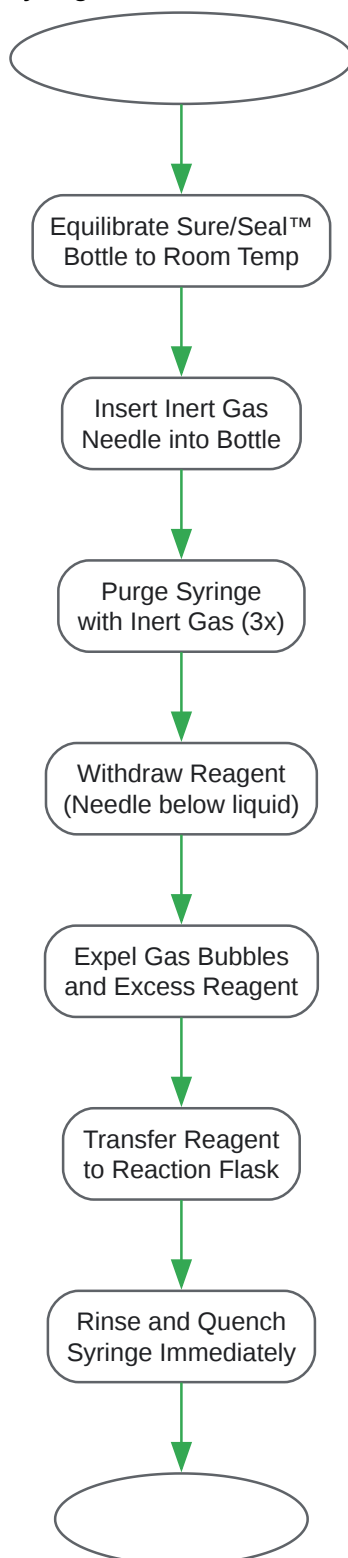 Equilibrate Sure/Seal™
Bottle to Room Temp
Insert Inert Gas
Needle into Bottle
Purge Syringe
with Inert Gas (3x)
Withdraw Reagent
(Needle below liquid)
Expel Gas Bubbles
and Excess Reagent
Transfer Reagent
to Reaction Flask
Rinse and Quench
Syringe Immediately